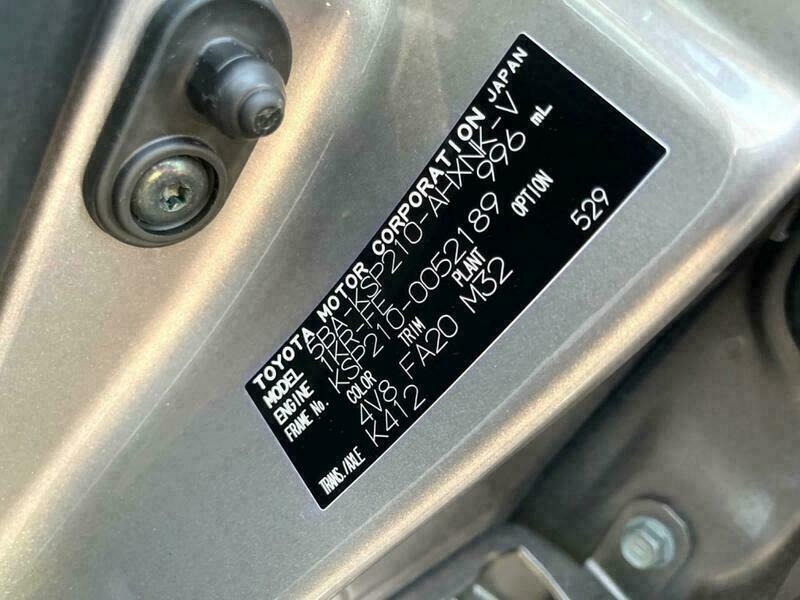 TOYOTA MOTOR CORPORATION JAPAN
MODEL 5BA-KSP210-AHXNK-V
ENGINE 1KR-FE 996 mL
FRAME No. KSP210-0052189
COLOR TRIM PLANT OPTION
4V8 FA20 M32 529
TRANS./AXLE K412